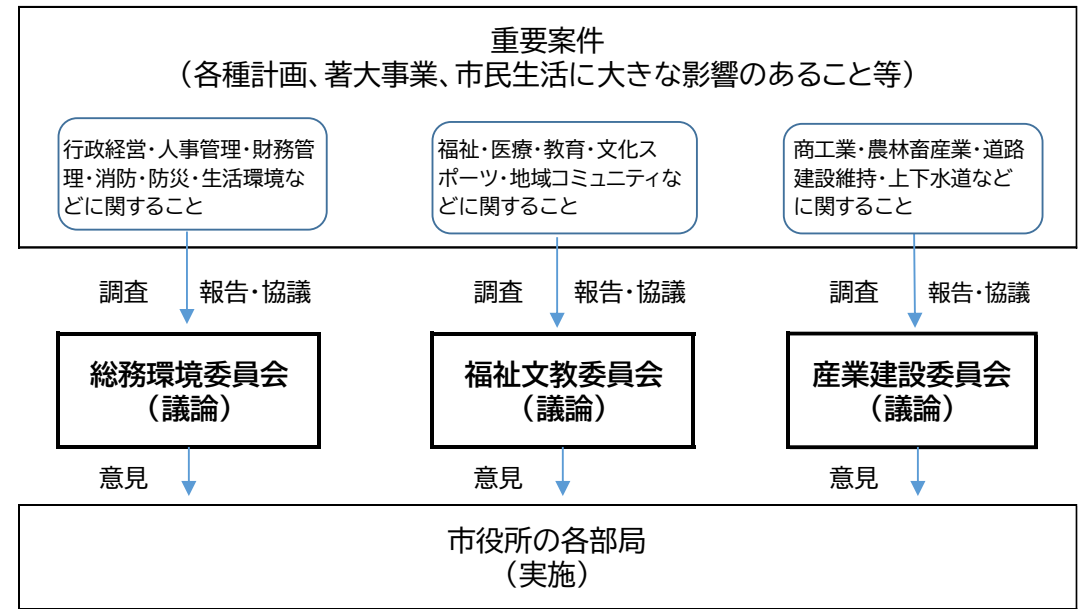 重要案件
（各種計画、著大事業、市民生活に大きな影響のあること等）
行政経営・人事管理・財務管
理・消防・防災・生活環境な
どに関すること
福祉・医療・教育・文化ス
ポーツ・地域コミュニティな
どに関すること
商工業・農林畜産業・道路
建設維持・上下水道など
に関すること
調査 報告・協議
調査 報告・協議
調査 報告・協議
総務環境委員会
（議論）
福祉文教委員会
（議論）
産業建設委員会
（議論）
意見
意見
意見
市役所の各部局
（実施）